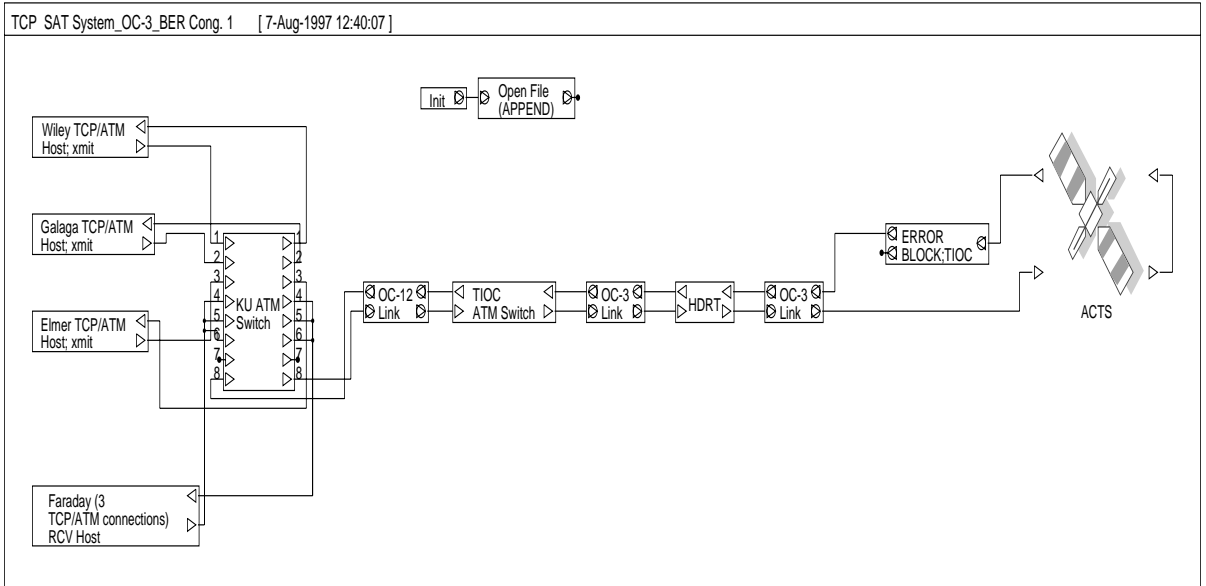 TCP SAT System_OC-3_BER Cong. 1 [ 7-Aug-1997 12:40:07 ]
Init
Open File
(APPEND)
Wiley TCP/ATM
Host; xmit
Galaga TCP/ATM
Host; xmit
Elmer TCP/ATM
Host; xmit
Faraday (3
TCP/ATM connections)
RCV Host
1
2
3
4
5
6
7
8
KU ATM
Switch
1
2
3
4
5
6
7
8
OC-12
Link
TIOC
ATM Switch
OC-3
Link
HDRT
OC-3
Link
ERROR
BLOCK;TIOC
ACTS